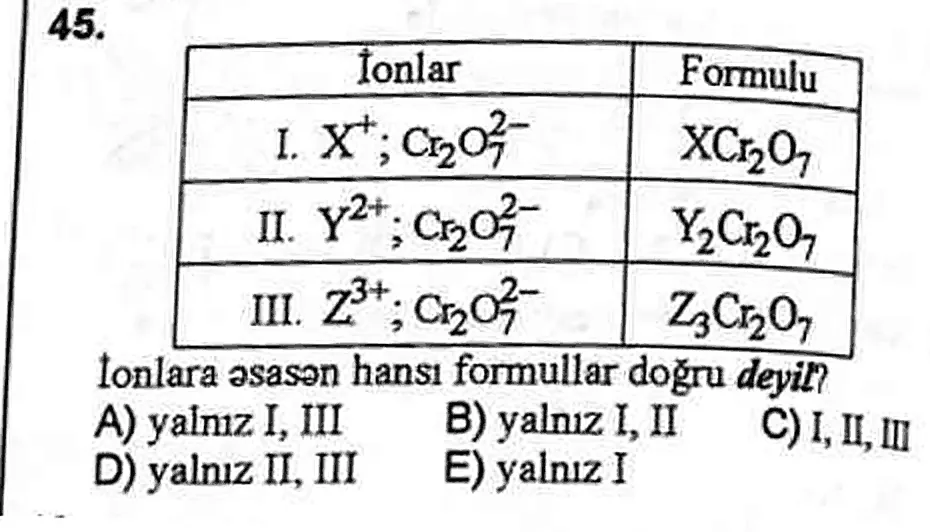 45.
İonlar Formulu
I. X⁺; Cr₂O₇²⁻ XCr₂O₇
II. Y²⁺; Cr₂O₇²⁻ Y₂Cr₂O₇
III. Z³⁺; Cr₂O₇²⁻ Z₃Cr₂O₇
İonlara əsasən hansı formullar doğru deyil?
A) yalnız I, III B) yalnız I, II C) I, II, III
D) yalnız II, III E) yalnız I